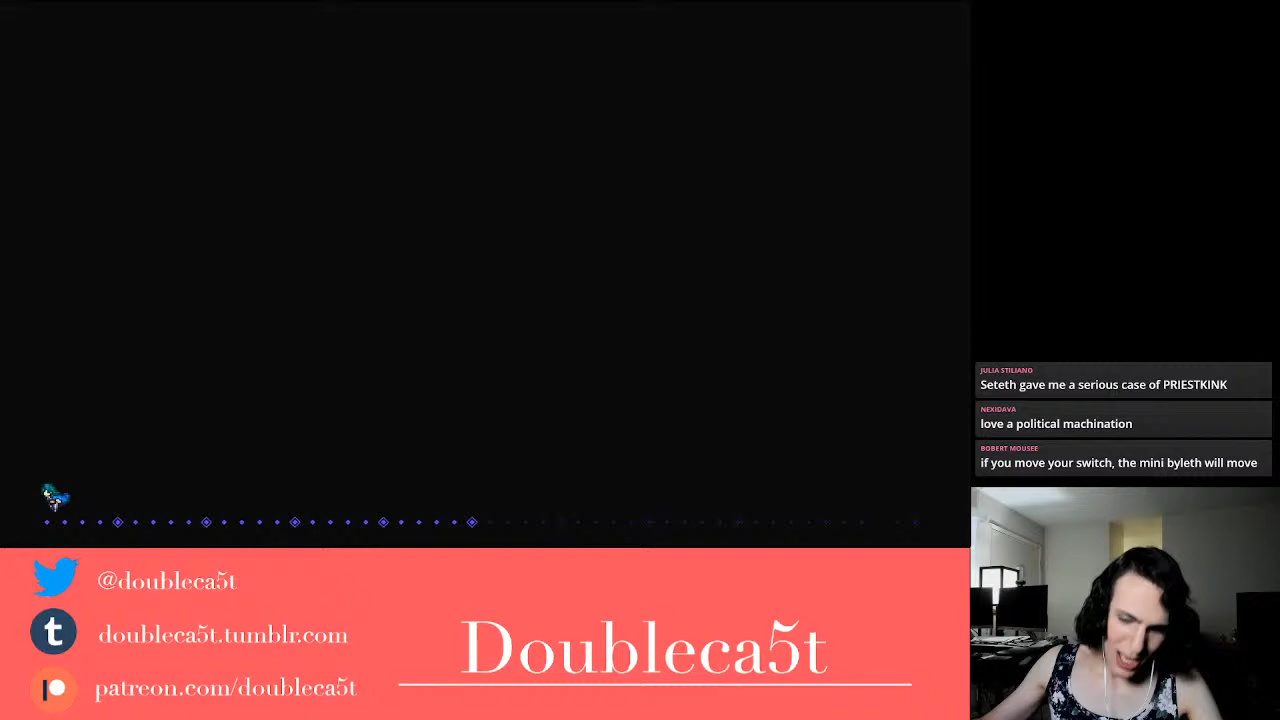 JULIA STILIANO
Seteth gave me a serious case of PRIESTKINK
NEXIDAVA
love a political machination
BOBERT MOUSEE
if you move your switch, the mini byleth will move
@doubleca5t
doubleca5t.tumblr.com
patreon.com/doubleca5t
Doubleca5t